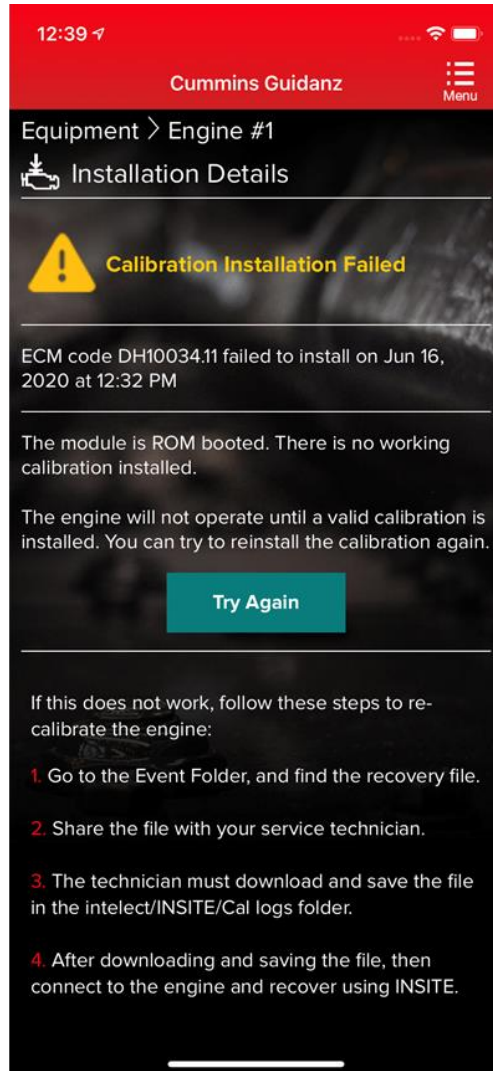 12:39
Cummins Guidanz
Menu
Equipment > Engine #1
Installation Details
Calibration Installation Failed
ECM code DH10034.11 failed to install on Jun 16,
2020 at 12:32 PM
The module is ROM booted. There is no working
calibration installed.
The engine will not operate until a valid calibration is
installed. You can try to reinstall the calibration again.
Try Again
If this does not work, follow these steps to re-
calibrate the engine:
1. Go to the Event Folder, and find the recovery file.
2. Share the file with your service technician.
3. The technician must download and save the file
in the intelect/INSITE/Cal logs folder.
4. After downloading and saving the file, then
connect to the engine and recover using INSITE.